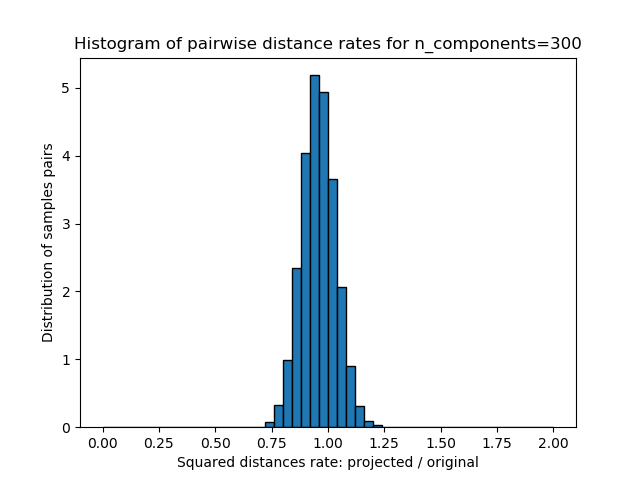 Histogram of pairwise distance rates for n_components=300
Distribution of samples pairs
5
4
3
2
1
0
0.00 0.25 0.50 0.75 1.00 1.25 1.50 1.75 2.00
Squared distances rate: projected / original